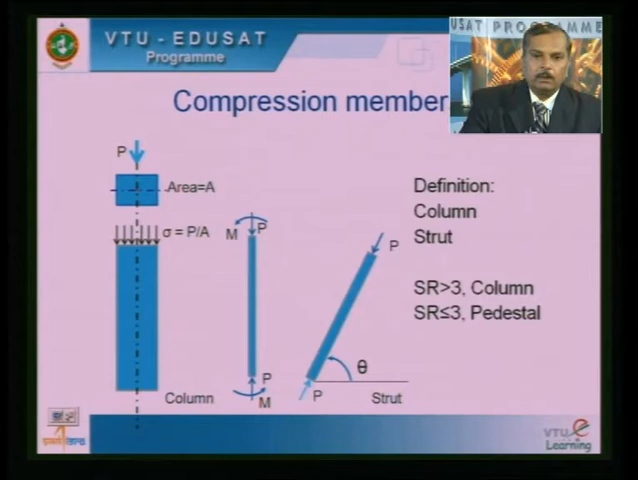 VTU - EDUSAT
Programme
USAT PROGRAMME
Compression member
P
Area=A
σ = P/A
Column
M
P
P
M
P
θ
P
Strut
Definition:
Column
Strut
SR>3, Column
SR≤3, Pedestal
VTU e
Learning